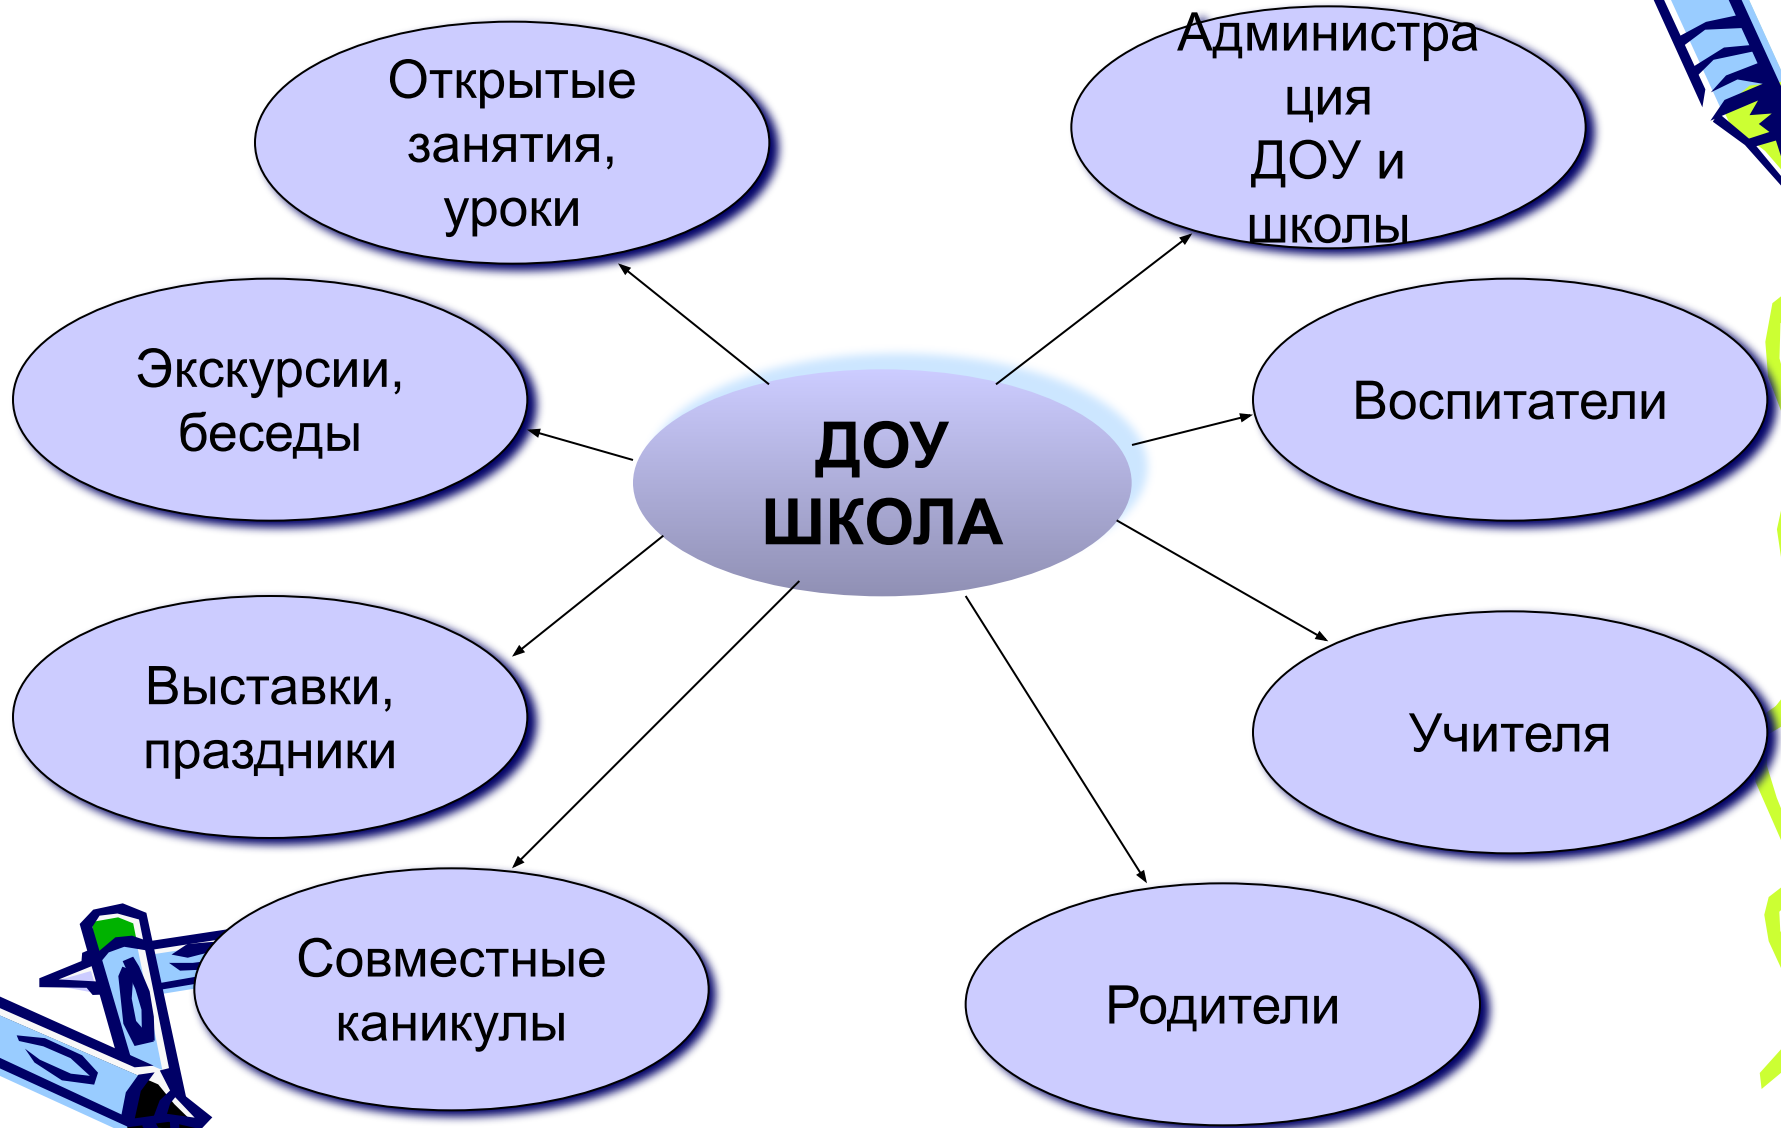 Открытые
занятия,
уроки
Администра
ция
ДОУ и
школы
Экскурсии,
беседы
Воспитатели
ДОУ
ШКОЛА
Выставки,
праздники
Учителя
Совместные
каникулы
Родители